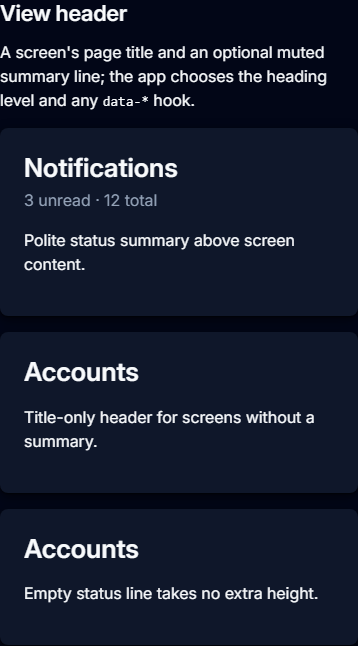 View header
A screen's page title and an optional muted
summary line; the app chooses the heading
level and any data-* hook.
Notifications
3 unread · 12 total
Polite status summary above screen
content.
Accounts
Title-only header for screens without a
summary.
Accounts
Empty status line takes no extra height.